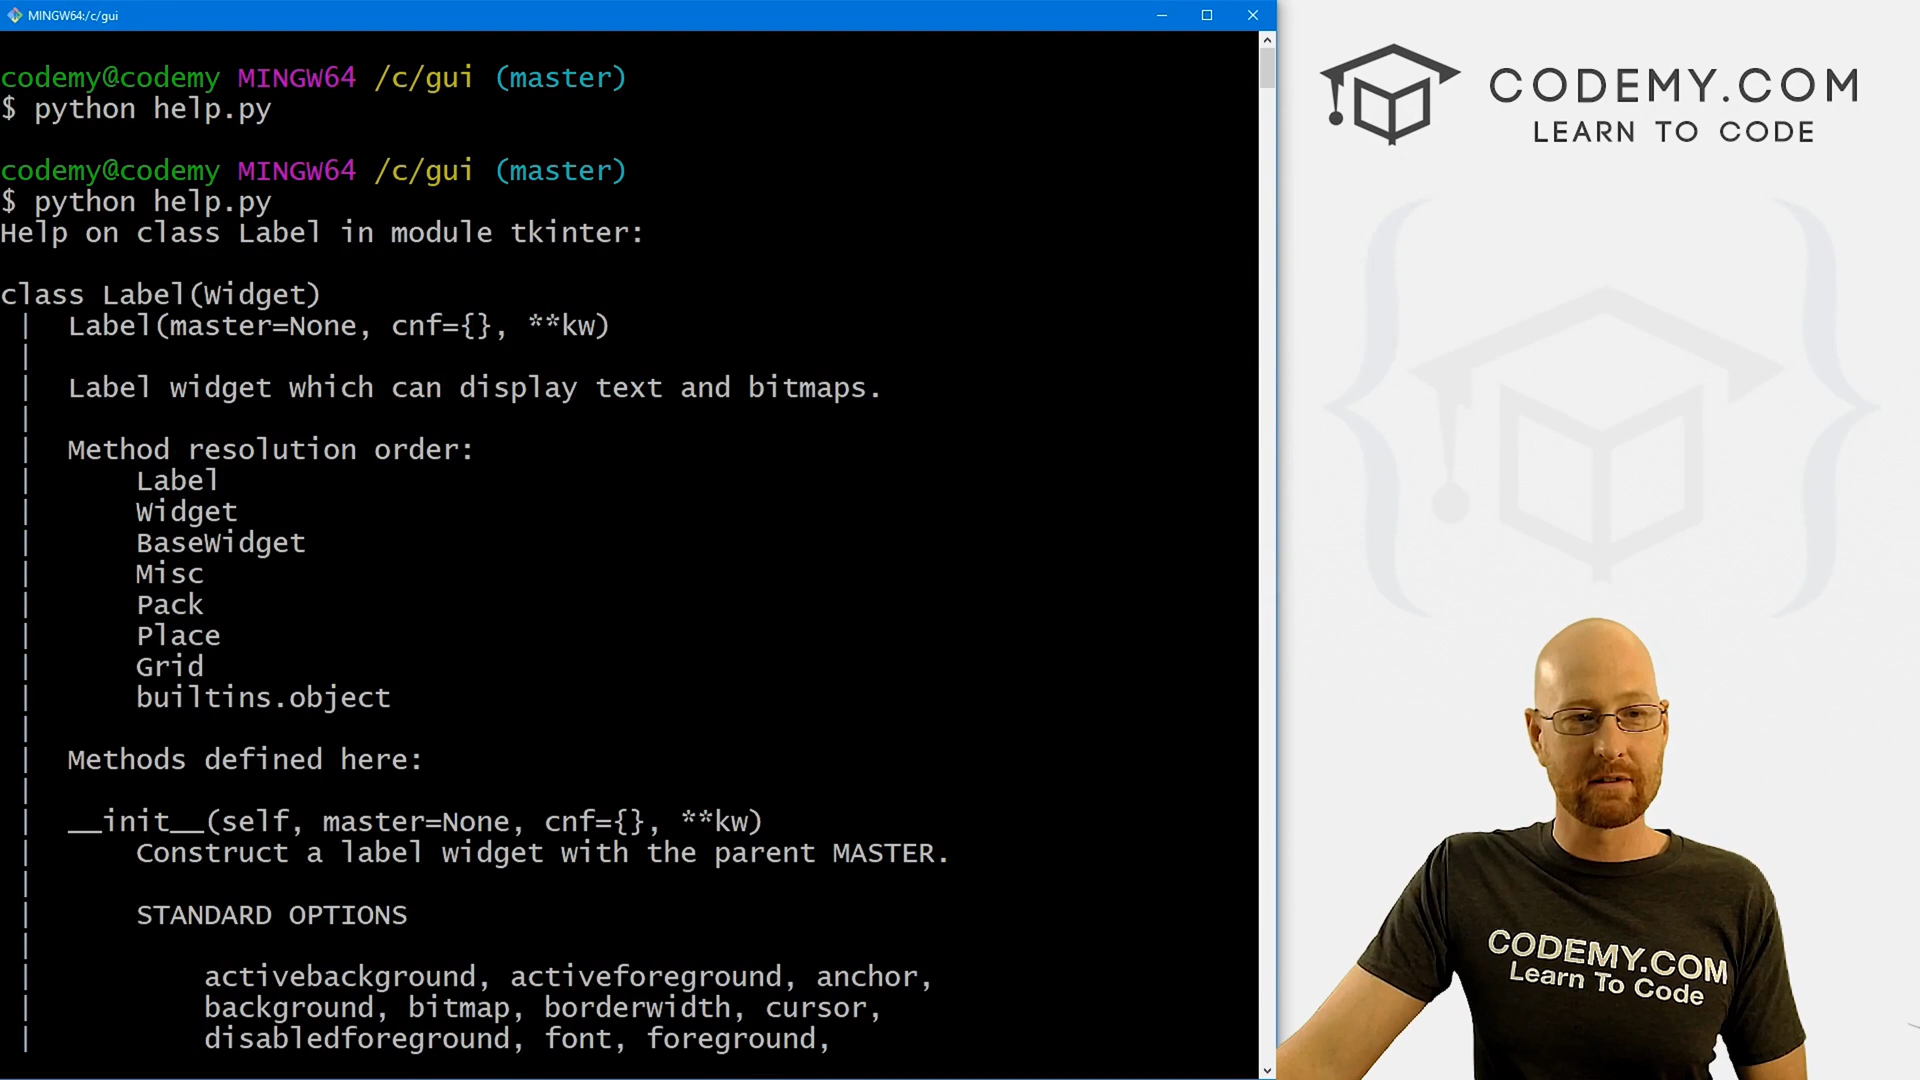 MINGW64:/c/gui
codemy@codemy MINGW64 /c/gui (master)
$ python help.py
codemy@codemy MINGW64 /c/gui (master)
$ python help.py
Help on class Label in module tkinter:
class Label(Widget)
|  Label(master=None, cnf={}, **kw)
|
|  Label widget which can display text and bitmaps.
|
|  Method resolution order:
|      Label
|      Widget
|      BaseWidget
|      Misc
|      Pack
|      Place
|      Grid
|      builtins.object
|
|  Methods defined here:
|
|  __init__(self, master=None, cnf={}, **kw)
|      Construct a label widget with the parent MASTER.
|
|      STANDARD OPTIONS
|
|          activebackground, activeforeground, anchor,
|          background, bitmap, borderwidth, cursor,
|          disabledforeground, font, foreground,
CODEMY.COM
LEARN TO CODE
CODEMY.COM
Learn To Code